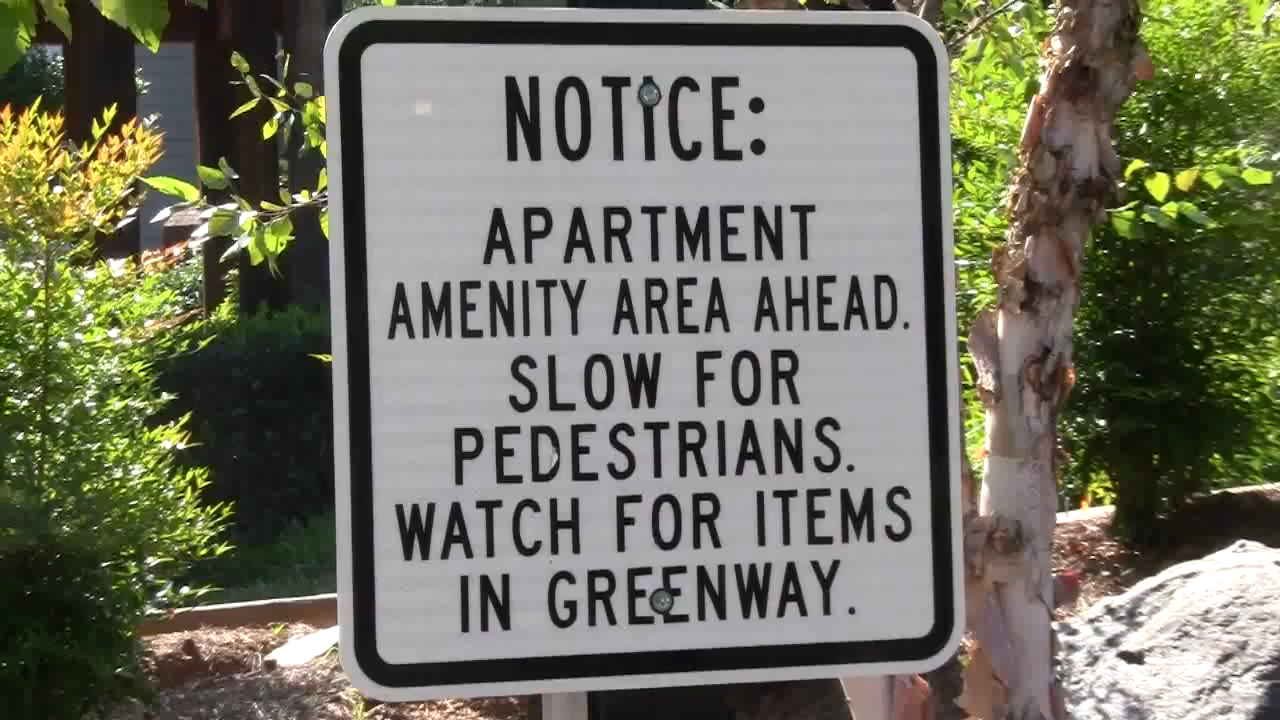 NOTICE:
APARTMENT
AMENITY AREA AHEAD.
SLOW FOR
PEDESTRIANS.
WATCH FOR ITEMS
IN GREENWAY.